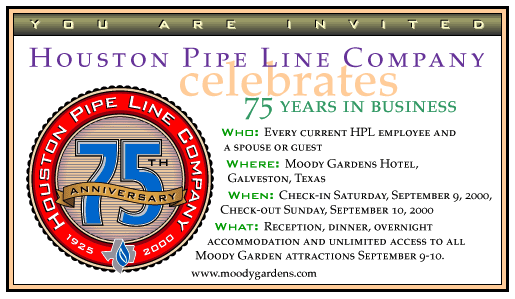 YOU ARE INVITED
HOUSTON PIPE LINE COMPANY
celebrates
75 YEARS IN BUSINESS
HOUSTON PIPE LINE COMPANY
75TH
ANNIVERSARY
1925 2000
WHO: EVERY CURRENT HPL EMPLOYEE AND
A SPOUSE OR GUEST
WHERE: MOODY GARDENS HOTEL,
GALVESTON, TEXAS
WHEN: CHECK-IN SATURDAY, SEPTEMBER 9, 2000,
CHECK-OUT SUNDAY, SEPTEMBER 10, 2000
WHAT: RECEPTION, DINNER, OVERNIGHT
ACCOMMODATION AND UNLIMITED ACCESS TO ALL
MOODY GARDEN ATTRACTIONS SEPTEMBER 9-10.
www.moodygardens.com